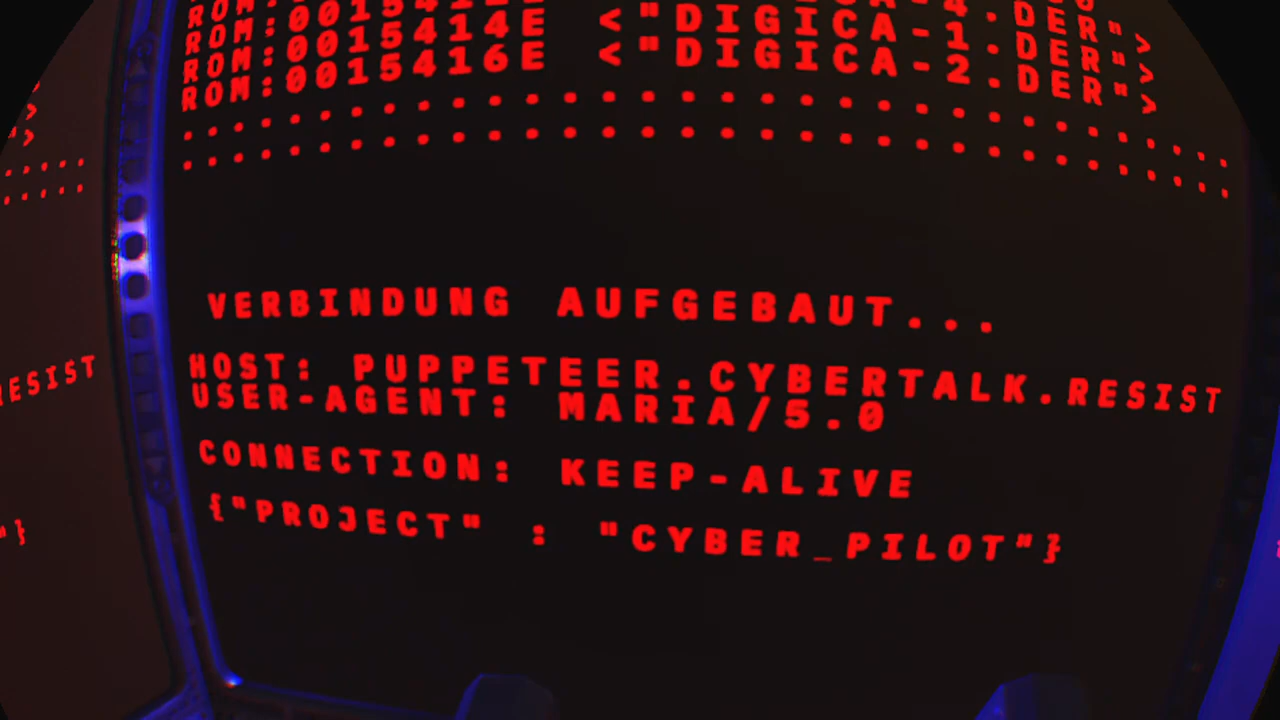 ROM:0015414E <"DIGICA-1.DER">
ROM:0015416E <"DIGICA-2.DER">
................................
................................
VERBINDUNG AUFGEBAUT...
HOST: PUPPETEER.CYBERTALK.RESIST
USER-AGENT: MARIA/5.0
CONNECTION: KEEP-ALIVE
{"PROJECT" : "CYBER_PILOT"}